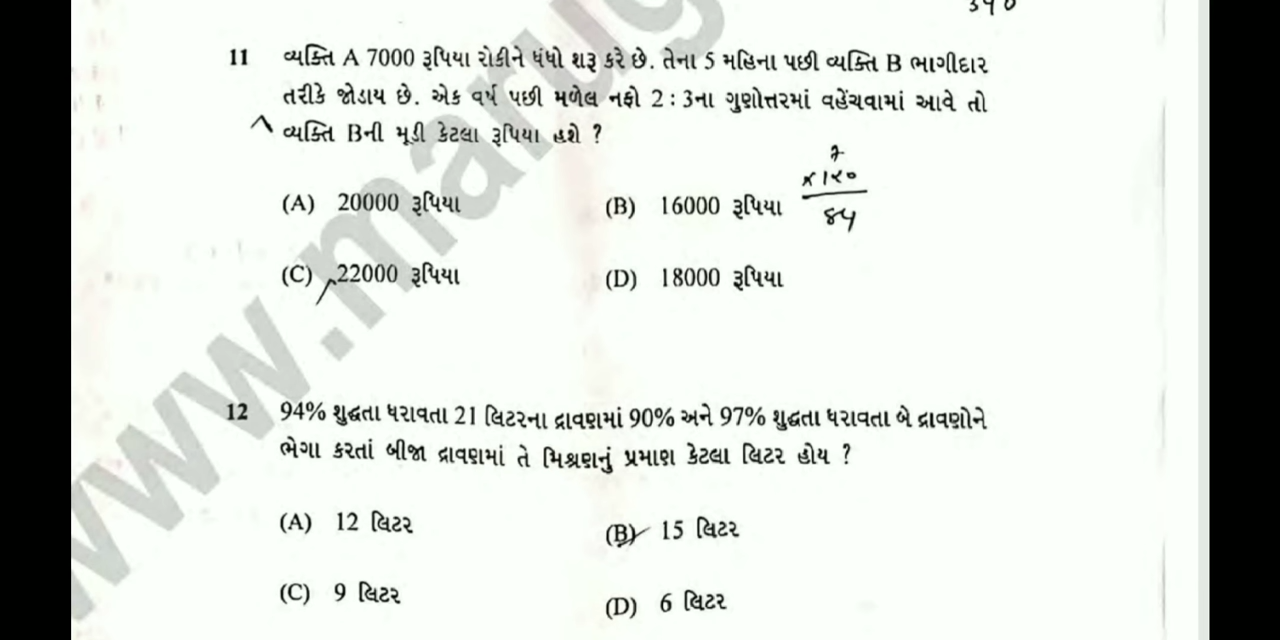 390
11 વ્યક્તિ A 7000 રૂપિયા રોકીને ધંધો શરૂ કરે છે. તેના 5 મહિના પછી વ્યક્તિ B ભાગીદાર
તરીકે જોડાય છે. એક વર્ષ પછી મળેલ નફો 2 : 3ના ગુણોત્તરમાં વહેંચવામાં આવે તો
વ્યક્તિ Bની મૂડી કેટલા રૂપિયા હશે ?
(A) 20000 રૂપિયા (B) 16000 રૂપિયા
(C) 22000 રૂપિયા (D) 18000 રૂપિયા
www.marug
12 94% શુદ્ધતા ધરાવતા 21 લિટરના દ્રાવણમાં 90% અને 97% શુદ્ધતા ધરાવતા બે દ્રાવણોને
ભેગા કરતાં બીજા દ્રાવણમાં તે મિશ્રણનું પ્રમાણ કેટલા લિટર હોય ?
(A) 12 લિટર (B) 15 લિટર
(C) 9 લિટર (D) 6 લિટર